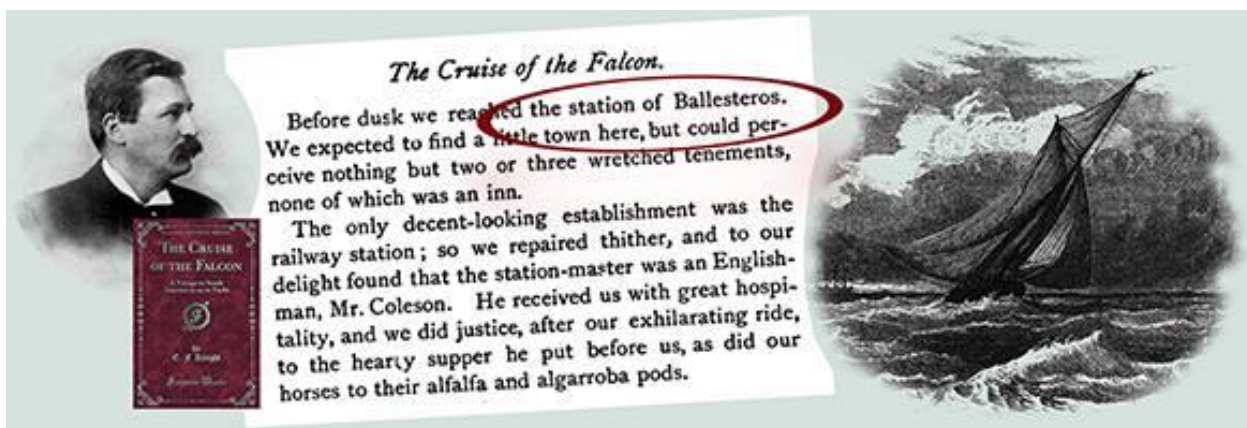 The Cruise of the Falcon.
Before dusk we reached the station of Ballesteros.
We expected to find a little town here, but could per-
ceive nothing but two or three wretched tenements,
none of which was an inn.
The only decent-looking establishment was the
railway station; so we repaired thither, and to our
delight found that the station-master was an English-
man, Mr. Coleson. He received us with great hospi-
tality, and we did justice, after our exhilarating ride,
to the hearty supper he put before us, as did our
horses to their alfalfa and algarroba pods.
THE CRUISE
OF THE FALCON